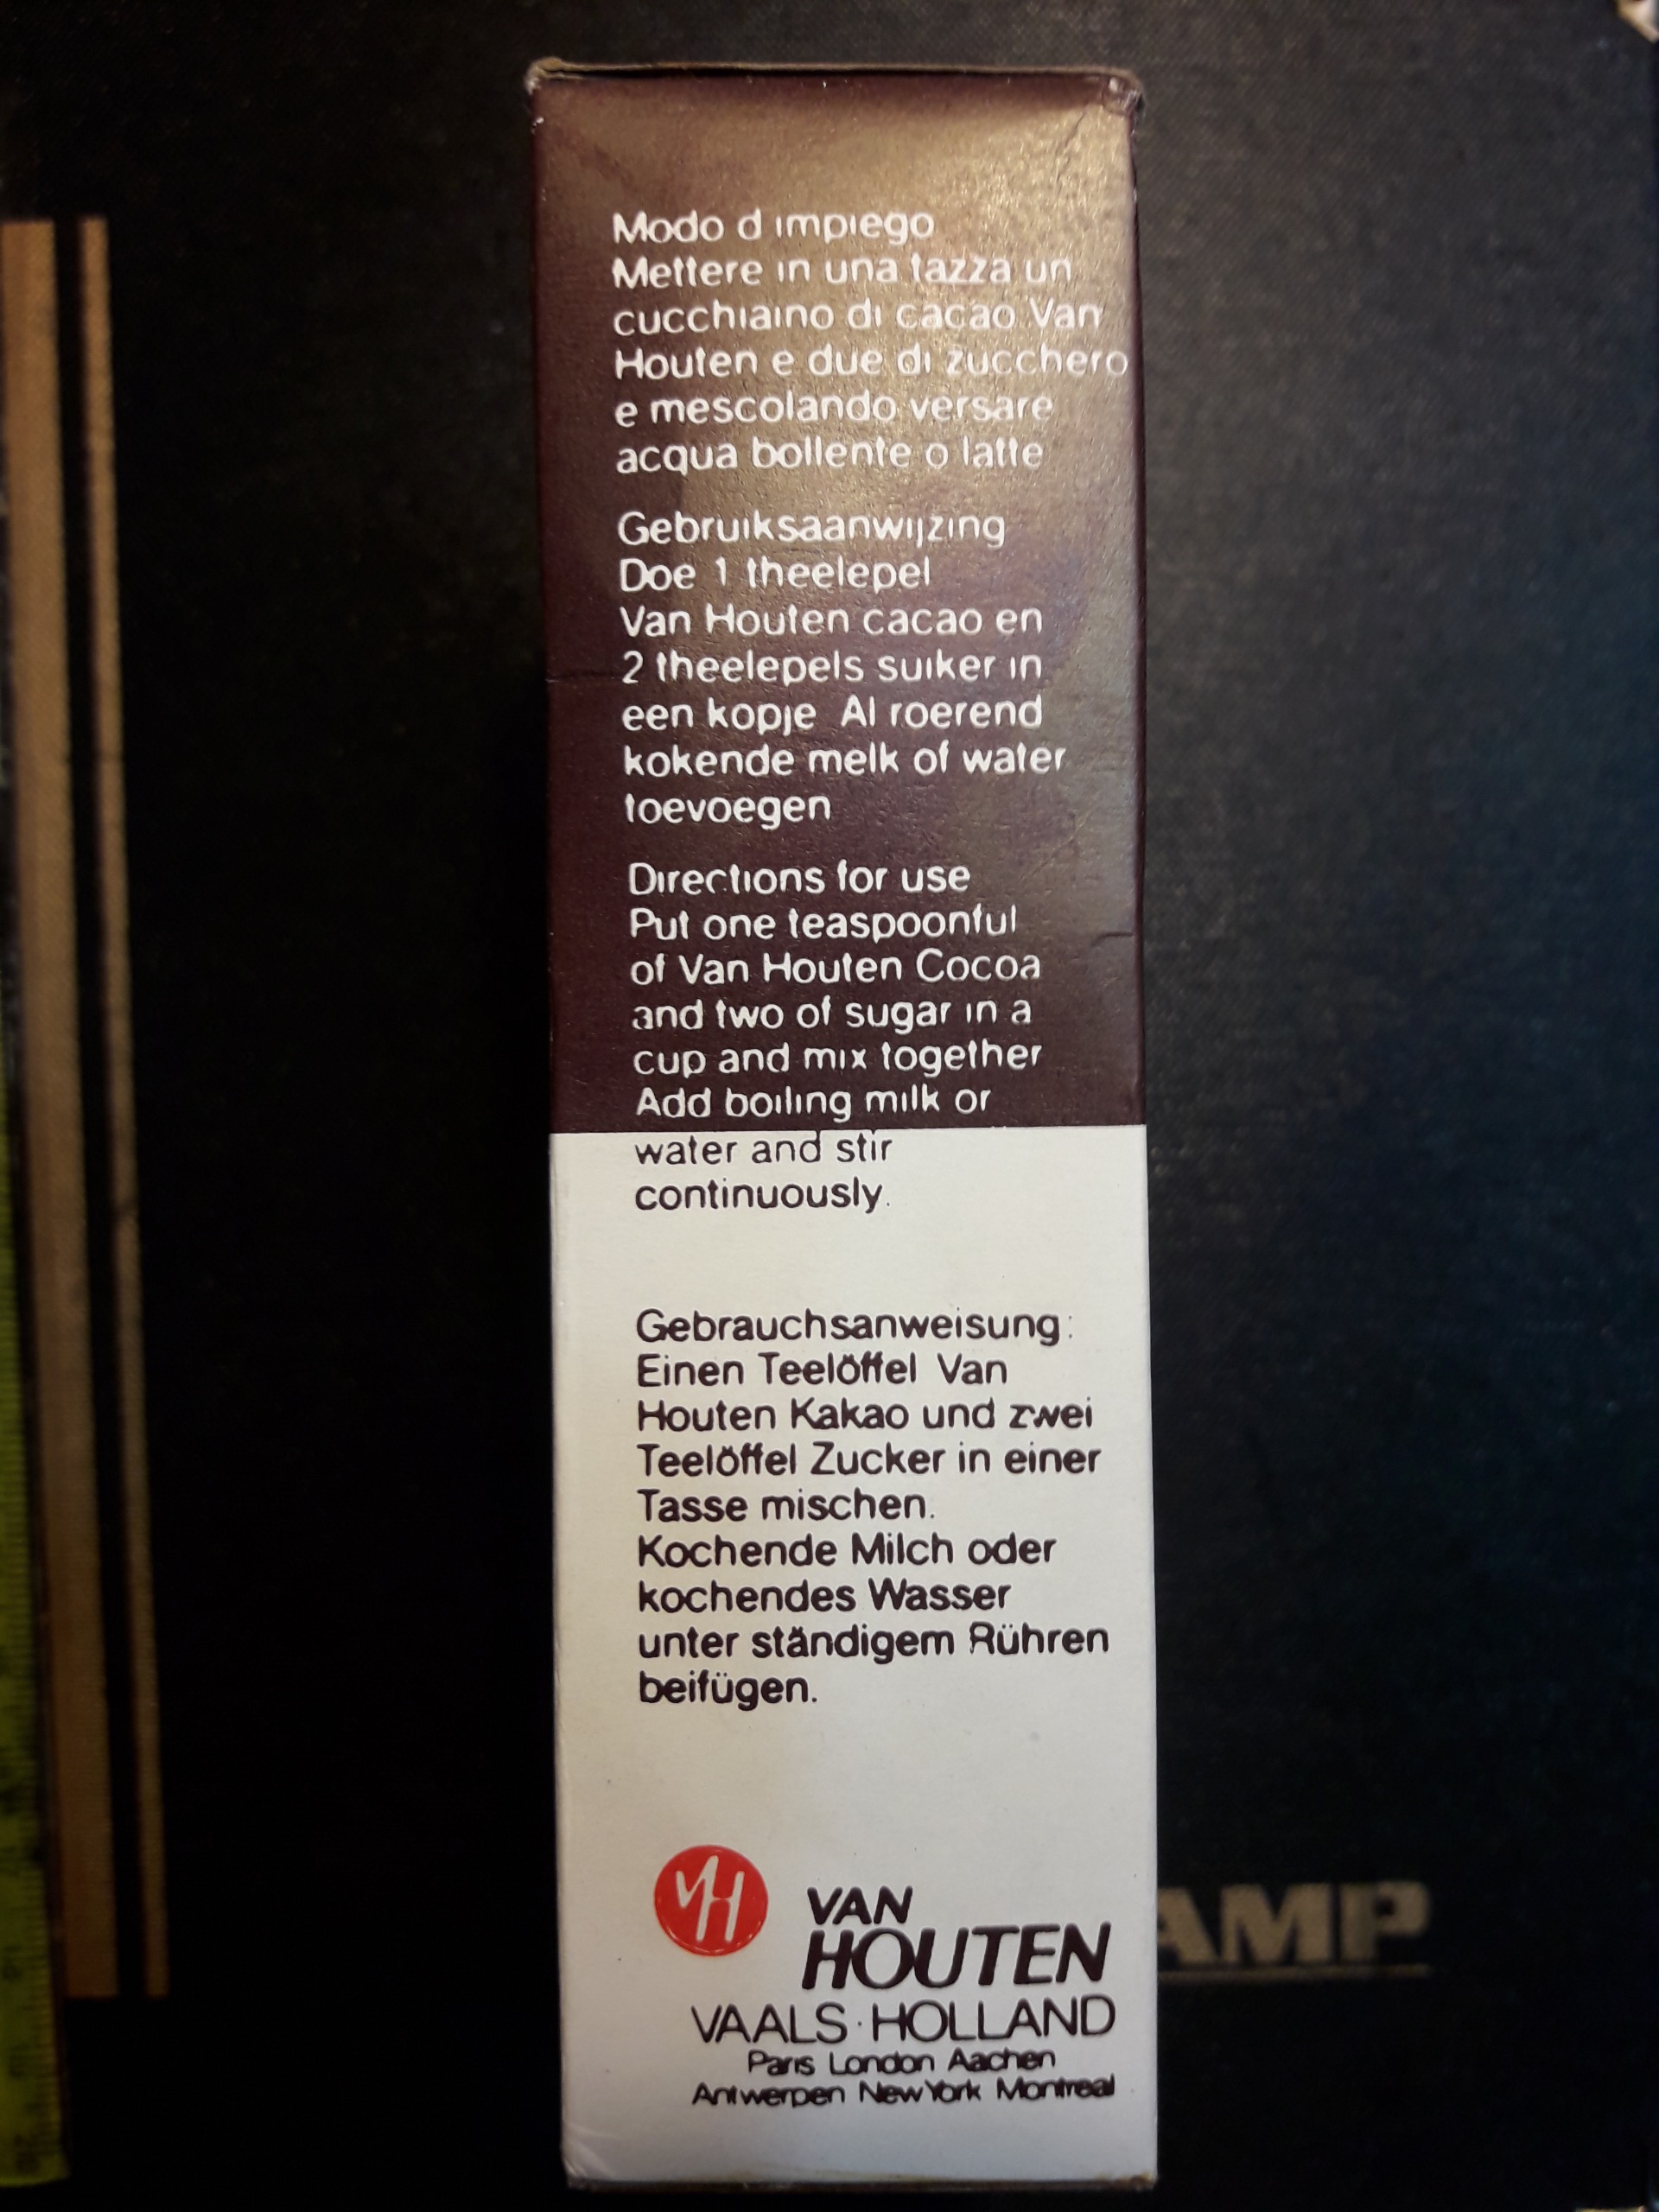 Modo d impiego
Mettere in una tazza un
cucchiaino di cacao Van
Houten e due di zucchero
e mescolando versare
acqua bollente o latte
Gebruiksaanwijzing
Doe 1 theelepel
Van Houten cacao en
2 theelepels suiker in
een kopje Al roerend
kokende melk of water
toevoegen
Directions for use
Put one teaspoonful
of Van Houten Cocoa
and two of sugar in a
cup and mix together
Add boiling milk or
water and stir
continuously.
Gebrauchsanweisung:
Einen Teelöffel Van
Houten Kakao und zwei
Teelöffel Zucker in einer
Tasse mischen.
Kochende Milch oder
kochendes Wasser
unter ständigem Rühren
beifügen.
VH
VAN
HOUTEN
VAALS·HOLLAND
Paris London Aachen
Antwerpen New York Montreal
AMP